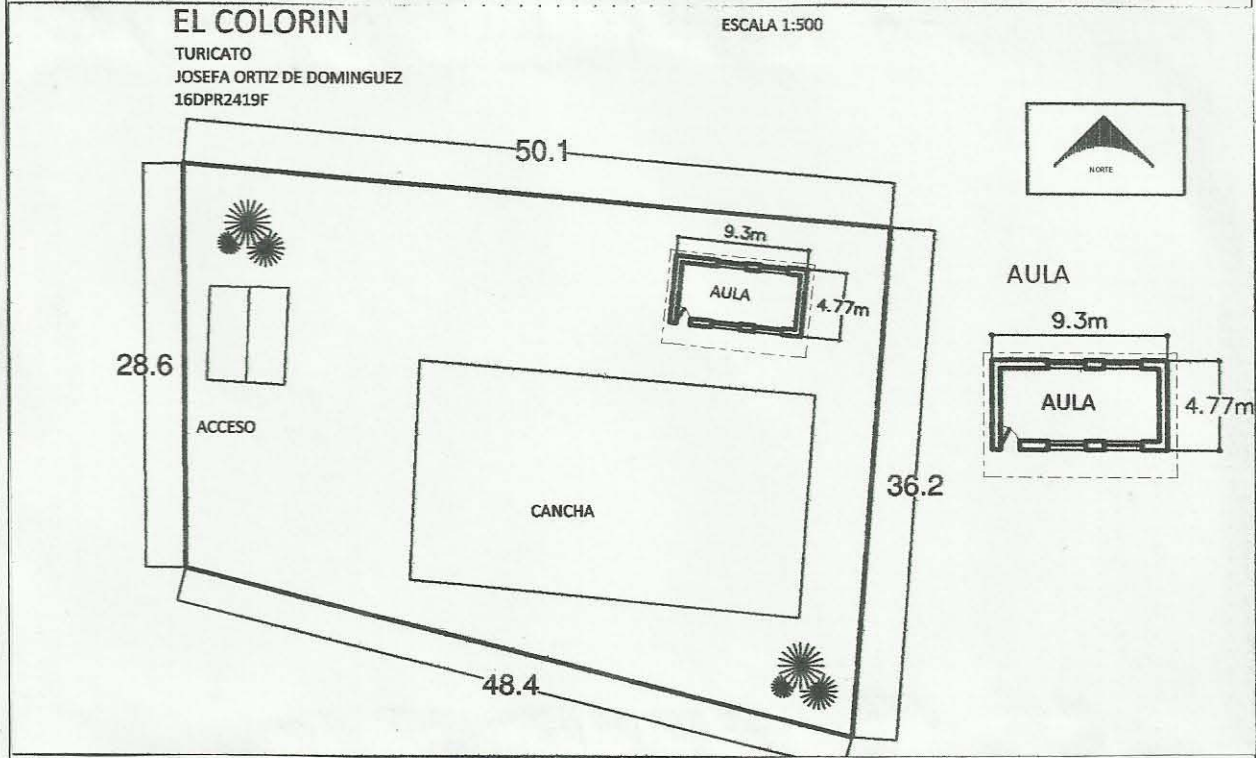 EL COLORIN
ESCALA 1:500
TURICATO
JOSEFA ORTIZ DE DOMINGUEZ
16DPR2419F
50.1
NORTE
9.3m
AULA
4.77m
AULA
9.3m
AULA
4.77m
28.6
ACCESO
36.2
CANCHA
48.4